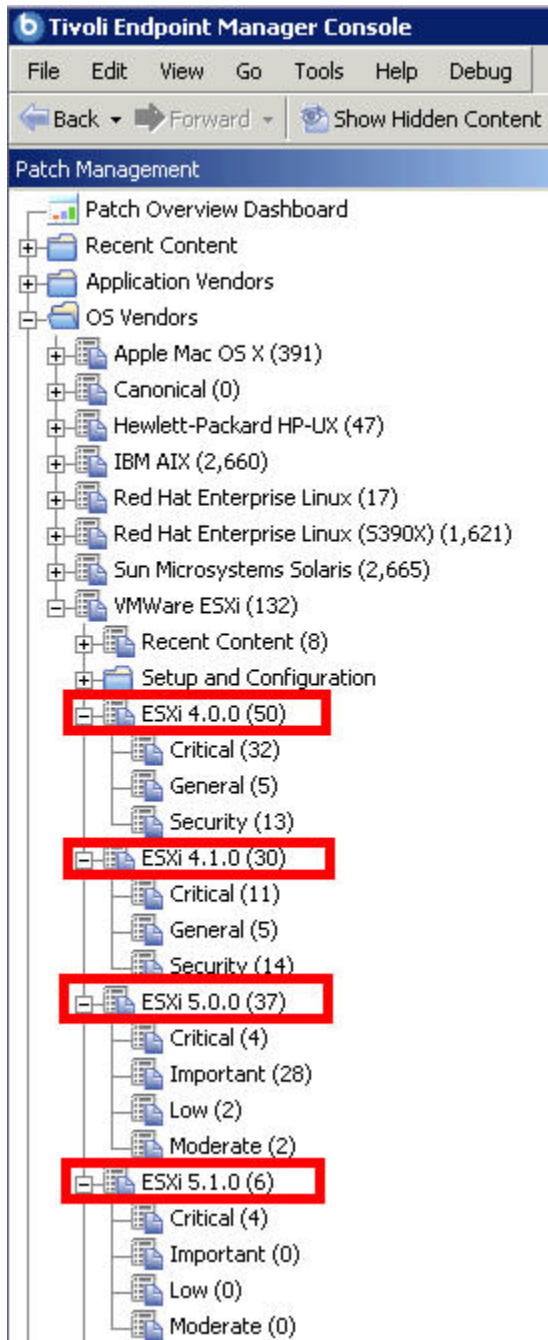 Tivoli Endpoint Manager Console
File Edit View Go Tools Help Debug
Back Forward Show Hidden Content
Patch Management
Patch Overview Dashboard
Recent Content
Application Vendors
OS Vendors
Apple Mac OS X (391)
Canonical (0)
Hewlett-Packard HP-UX (47)
IBM AIX (2,660)
Red Hat Enterprise Linux (17)
Red Hat Enterprise Linux (S390X) (1,621)
Sun Microsystems Solaris (2,665)
VMWare ESXi (132)
Recent Content (8)
Setup and Configuration
ESXi 4.0.0 (50)
Critical (32)
General (5)
Security (13)
ESXi 4.1.0 (30)
Critical (11)
General (5)
Security (14)
ESXi 5.0.0 (37)
Critical (4)
Important (28)
Low (2)
Moderate (2)
ESXi 5.1.0 (6)
Critical (4)
Important (0)
Low (0)
Moderate (0)